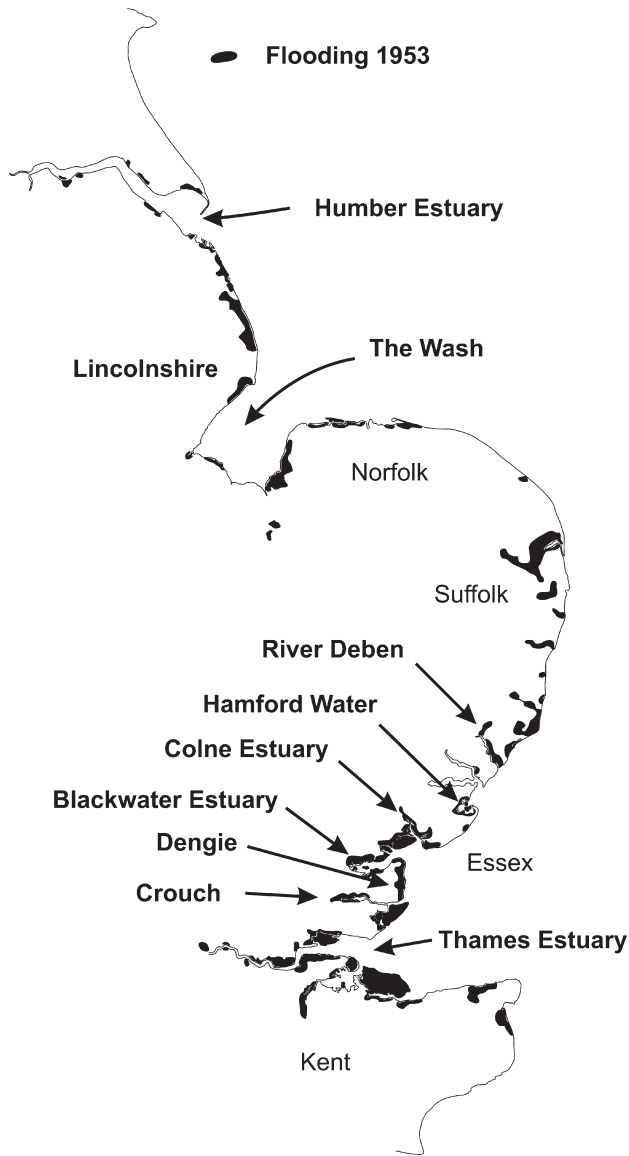 Flooding 1953
Humber Estuary
The Wash
Lincolnshire
Norfolk
Suffolk
River Deben
Hamford Water
Colne Estuary
Blackwater Estuary
Dengie
Essex
Crouch
Thames Estuary
Kent